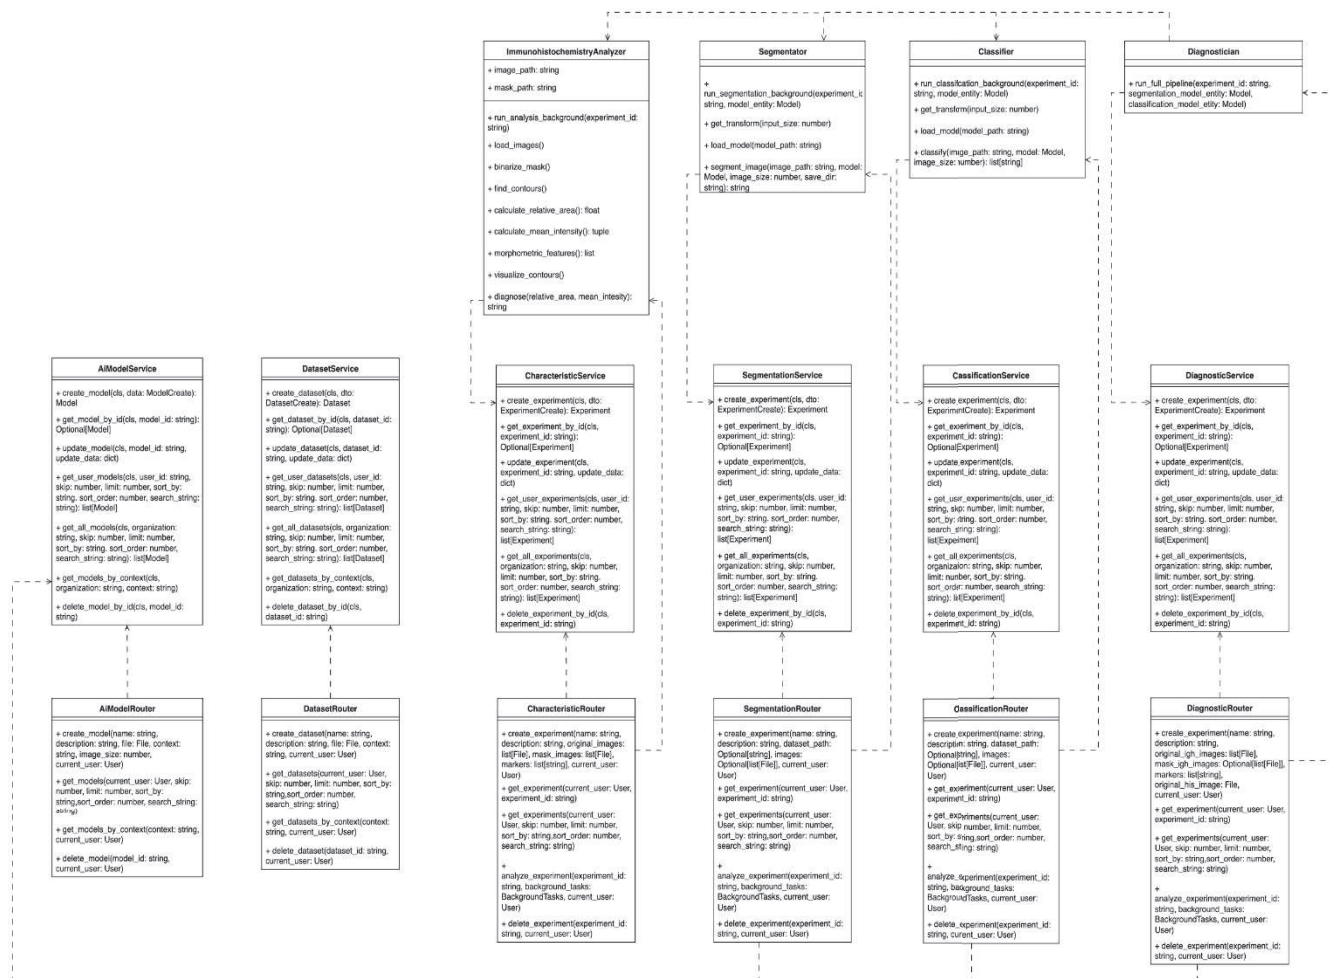 ImmunohistochemistryAnalyzer
+ image_path: string
+ mask_path: string
+ run_analysis_background(experiment_id:
string)
+ load_images()
+ binarize_mask()
+ find_contours()
+ calculate_relative_area(): float
+ calculate_mean_intensity(): tuple
+ morphometric_features(): list
+ visualize_contours()
+ diagnose(relative_area, mean_intesity):
string
Segmentator
+
run_segmentation_background(experiment_id:
string, model_entity: Model)
+ get_transform(input_size: number)
+ load_model(model_path: string)
+ segment_image(image_path: string, model:
Model, image_size: number, save_dir:
string): string
Classifier
+ run_classifcation_background(experiment_id:
string, model_entity: Model)
+ get_transform(input_size: number)
+ load_model(model_path: string)
+ classify(image_path: string, model: Model,
image_size: number): list[string]
Diagnostician
+ run_full_pipeline(experiment_id: string,
segmentation_model_entity: Model,
classification_model_etity: Model)
AiModelService
+ create_model(cls, data: ModelCreate):
Model
+ get_model_by_id(cls, model_id: string):
Optional[Model]
+ update_model(cls, model_id: string,
update_data: dict)
+ get_user_models(cls, user_id: string,
skip: number, limit: number, sort_by:
string. sort_order: number, search_string:
string): list[Model]
+ get_all_models(cls, organization:
string, skip: number, limit: number,
sort_by: string. sort_order: number,
search_string: string): list[Model]
+ get_models_by_context(cls,
organization: string, context: string)
+ delete_model_by_id(cls, model_id:
string)
DatasetService
+ create_dataset(cls, dto:
DatasetCreate): Dataset
+ get_dataset_by_id(cls, dataset_id:
string): Optional[Dataset]
+ update_dataset(cls, dataset_id:
string, update_data: dict)
+ get_user_datasets(cls, user_id:
string, skip: number, limit: number,
sort_by: string. sort_order: number,
search_string: string): list[Dataset]
+ get_all_datasets(cls, organization:
string, skip: number, limit: number,
sort_by: string. sort_order: number,
search_string: string): list[Dataset]
+ get_datasets_by_context(cls,
organization: string, context: string)
+ delete_dataset_by_id(cls,
dataset_id: string)
CharacteristicService
+ create_experiment(cls, dto:
ExperimentCreate): Experiment
+ get_experiment_by_id(cls,
experiment_id: string):
Optional[Experiment]
+ update_experiment(cls,
experiment_id: string, update_data:
dict)
+ get_user_experiments(cls, user_id:
string, skip: number, limit: number,
sort_by: string. sort_order: number,
search_string: string):
list[Experiment]
+ get_all_experiments(cls,
organization: string, skip: number,
limit: number, sort_by: string.
sort_order: number, search_string:
string): list[Experiment]
+ delete_experiment_by_id(cls,
experiment_id: string)
SegmentationService
+ create_experiment(cls, dto:
ExperimentCreate): Experiment
+ get_experiment_by_id(cls,
experiment_id: string):
Optional[Experiment]
+ update_experiment(cls,
experiment_id: string, update_data:
dict)
+ get_user_experiments(cls, user_id:
string, skip: number, limit: number,
sort_by: string. sort_order: number,
search_string: string):
list[Experiment]
+ get_all_experiments(cls,
organization: string, skip: number,
limit: number, sort_by: string.
sort_order: number, search_string:
string): list[Experiment]
+ delete_experiment_by_id(cls,
experiment_id: string)
CassificationService
+ create_experiment(cls, dto:
ExperimentCreate): Experiment
+ get_experiment_by_id(cls,
experiment_id: string):
Optional[Experiment]
+ update_experiment(cls,
experiment_id: string, update_data:
dict)
+ get_user_experiments(cls, user_id:
string, skip: number, limit: number,
sort_by: string. sort_order: number,
search_string: string):
list[Expeiment]
+ get_all_experiments(cls,
organization: string, skip: number,
limit: number, sort_by: string.
sort_order: number, search_string:
string): list[Experiment]
+ delete_experiment_by_id(cls,
experiment_id: string)
DiagnosticService
+ create_experiment(cls, dto:
ExperimentCreate): Experiment
+ get_experiment_by_id(cls,
experiment_id: string):
Optional[Experiment]
+ update_experiment(cls,
experiment_id: string, update_data:
dict)
+ get_user_experiments(cls, user_id:
string, skip: number, limit: number,
sort_by: string. sort_order: number,
search_string: string):
list[Experiment]
+ get_all_experiments(cls,
organization: string, skip: number,
limit: number, sort_by: string.
sort_order: number, search_string:
string): list[Experiment]
+ delete_experiment_by_id(cls,
experiment_id: string)
AiModelRouter
+ create_model(name: string,
description: string, file: File, context:
string, image_size: number,
current_user: User)
+ get_models(current_user: User, skip:
number, limit: number, sort_by:
string,sort_order: number, search_string:
string)
+ get_models_by_context(context: string,
current_user: User)
+ delete_model(model_id: string,
current_user: User)
DatasetRouter
+ create_dataset(name: string,
description: string, file: File, context:
string, current_user: User)
+ get_datasets(current_user: User,
skip: number, limit: number, sort_by:
string,sort_order: number,
search_string: string)
+ get_datasets_by_context(context:
string, current_user: User)
+ delete_dataset(dataset_id: string,
current_user: User)
CharacteristicRouter
+ create_experiment(name: string,
description: string, original_images:
list[File], mask_images: list[File],
markers: list[string], current_user:
User)
+ get_experiment(current_user: User,
experiment_id: string)
+ get_experiments(current_user:
User, skip: number, limit: number,
sort_by: string,sort_order: number,
search_string: string)
+
analyze_experiment(experiment_id:
string, background_tasks:
BackgroundTasks, current_user:
User)
+ delete_experiment(experiment_id:
string, current_user: User)
SegmentationRouter
+ create_experiment(name: string,
description: string, dataset_path:
Optional[string], images:
Optional[list[File]], current_user:
User)
+ get_experiment(current_user: User,
experiment_id: string)
+ get_experiments(current_user:
User, skip: number, limit: number,
sort_by: string,sort_order: number,
search_string: string)
+
analyze_experiment(experiment_id:
string, background_tasks:
BackgroundTasks, current_user:
User)
+ delete_experiment(experiment_id:
string, current_user: User)
ClassificationRouter
+ create_experiment(name: string,
description: string, dataset_path:
Optional[string], images:
Optional[list[File]], current_user:
User)
+ get_experiment(current_user: User,
experiment_id: string)
+ get_experiments(current_user:
User, skip: number, limit: number,
sort_by: string,sort_order: number,
search_string: string)
+
analyze_experiment(experiment_id:
string, background_tasks:
BackgroundTasks, current_user:
User)
+ delete_experiment(experiment_id:
string, current_user: User)
DiagnosticRouter
+ create_experiment(name: string,
description: string,
original_igh_images: list[File],
mask_igh_images: Optional[list[File]],
markers: list[string],
original_his_image: File,
current_user: User)
+ get_experiment(current_user: User,
experiment_id: string)
+ get_experiments(current_user:
User, skip: number, limit: number,
sort_by: string,sort_order: number,
search_string: string)
+
analyze_experiment(experiment_id:
string, background_tasks:
BackgroundTasks, current_user:
User)
+ delete_experiment(experiment_id:
string, current_user: User)